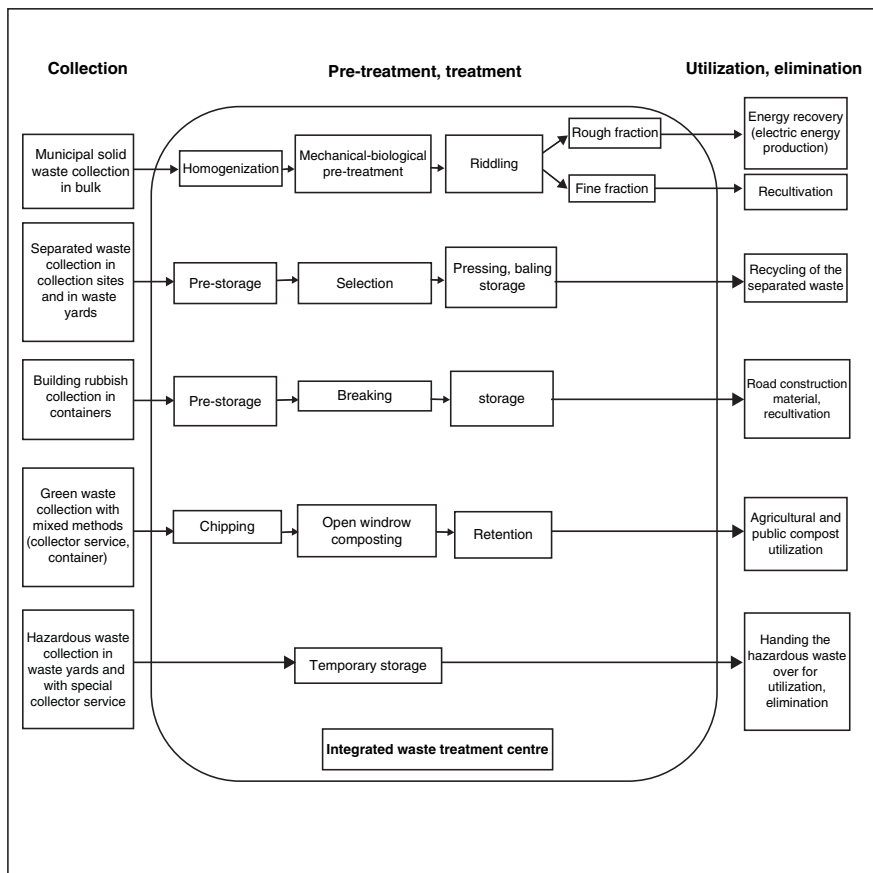 Collection
Pre-treatment, treatment
Utilization, elimination
Municipal solid
waste collection
in bulk
Homogenization
Mechanical-biological
pre-treatment
Riddling
Rough fraction
Fine fraction
Energy recovery
(electric energy
production)
Recultivation
Separated waste
collection in
collection sites
and in waste
yards
Pre-storage
Selection
Pressing, baling
storage
Recycling of the
separated waste
Building rubbish
collection in
containers
Pre-storage
Breaking
storage
Road construction
material,
recultivation
Green waste
collection with
mixed methods
(collector service,
container)
Chipping
Open windrow
composting
Retention
Agricultural and
public compost
utilization
Hazardous waste
collection in
waste yards and
with special
collector service
Temporary storage
Handing the
hazardous waste
over for
utilization,
elimination
Integrated waste treatment centre